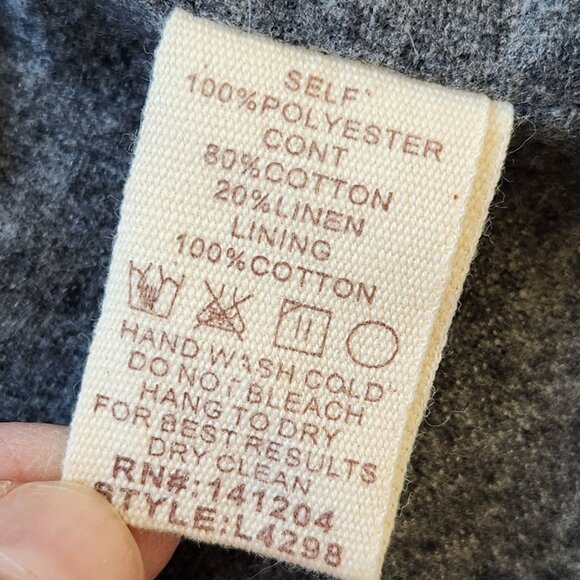 SELF
100%POLYESTER
CONT
80%COTTON
20%LINEN
LINING
100%COTTON
HAND WASH COLD
DO NOT BLEACH
HANG TO DRY
FOR BEST RESULTS
DRY CLEAN
RN#:141204
STYLE:L4298